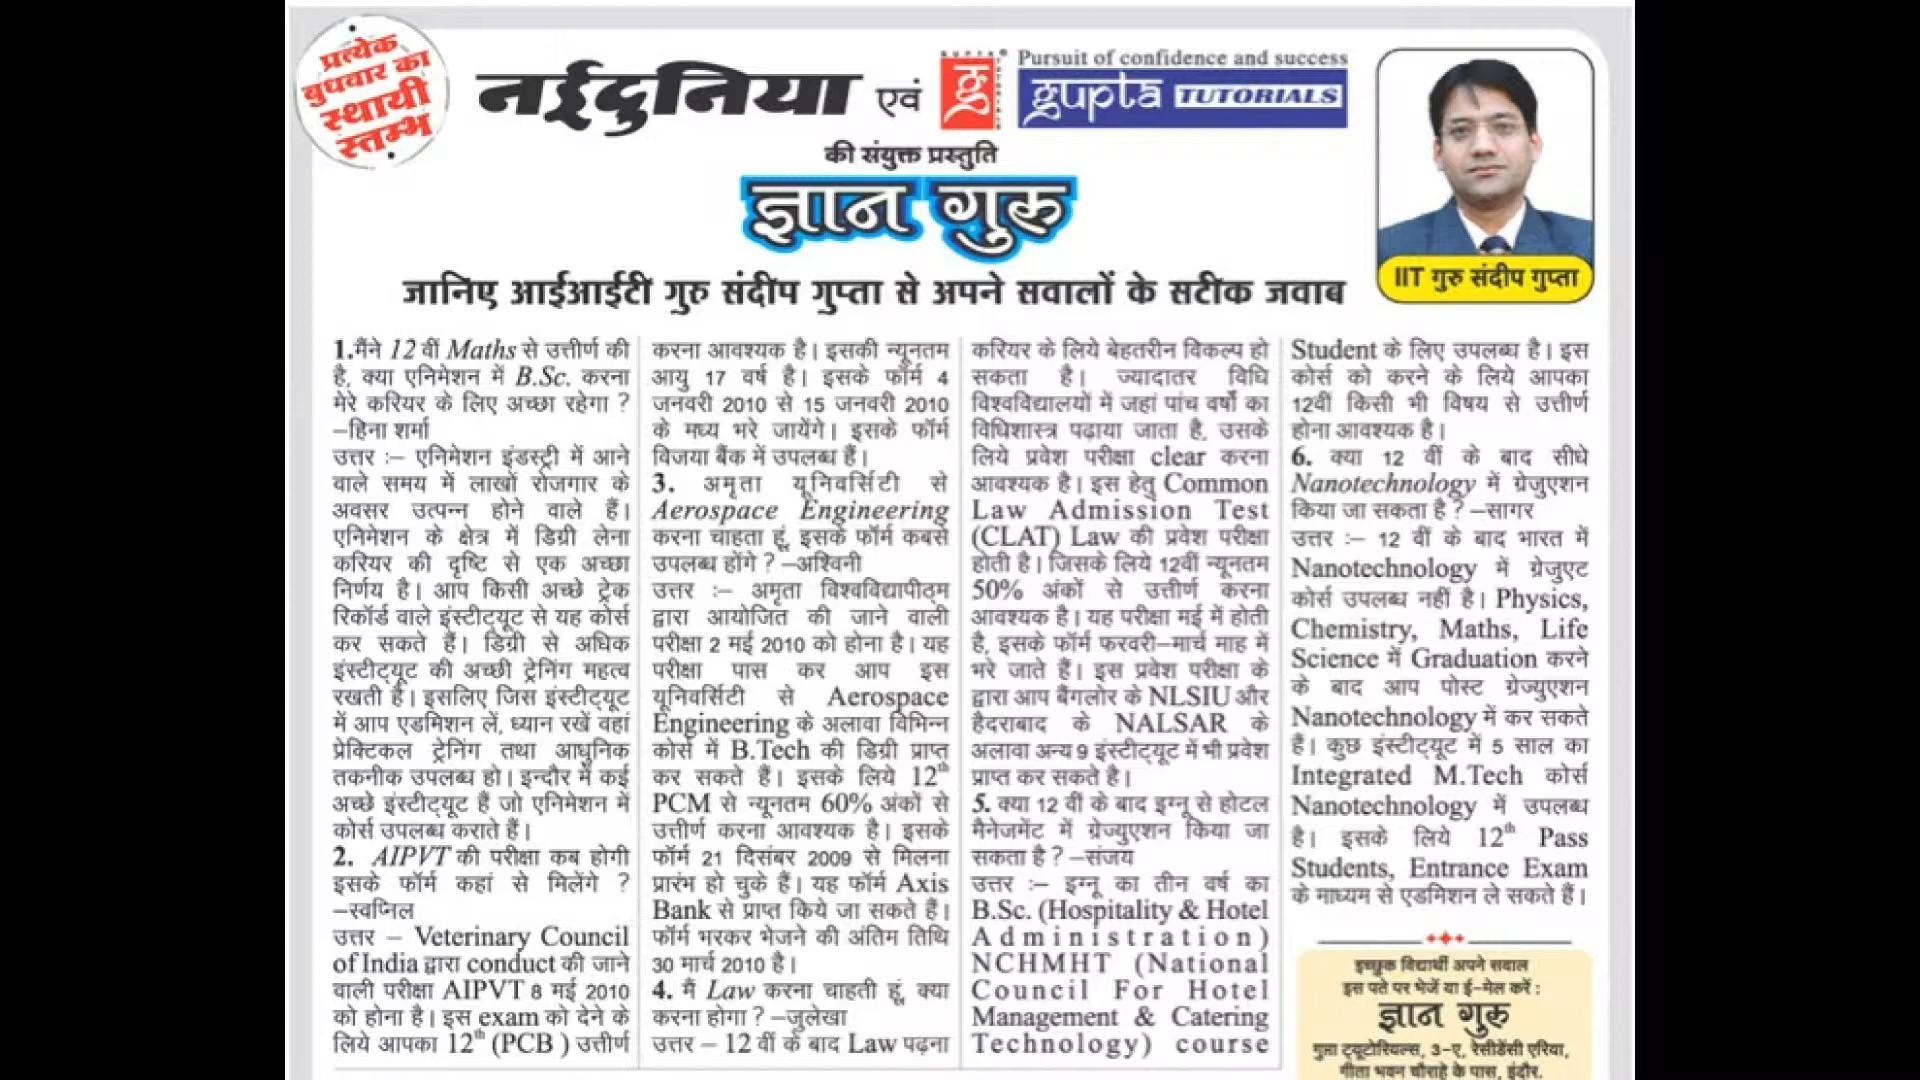 प्रत्येक
बुधवार का
स्थायी
स्तम्भ
नईदुनिया एवं
GUPTA
TUTORIALS
Pursuit of confidence and success
gupta TUTORIALS
की संयुक्त प्रस्तुति
ज्ञान गुरु
IIT गुरु संदीप गुप्ता
जानिए आईआईटी गुरु संदीप गुप्ता से अपने सवालों के सटीक जवाब
1.मैंने 12 वीं Maths से उत्तीर्ण की
है, क्या एनिमेशन में B.Sc. करना
मेरे करियर के लिए अच्छा रहेगा ?
–हिना शर्मा
उत्तर :– एनिमेशन इंडस्ट्री में आने
वाले समय में लाखों रोजगार के
अवसर उत्पन्न होने वाले हैं।
एनिमेशन के क्षेत्र में डिग्री लेना
करियर की दृष्टि से एक अच्छा
निर्णय है। आप किसी अच्छे ट्रेक
रिकॉर्ड वाले इंस्टीट्यूट से यह कोर्स
कर सकते हैं। डिग्री से अधिक
इंस्टीट्यूट की अच्छी ट्रेनिंग महत्व
रखती है। इसलिए जिस इंस्टीट्यूट
में आप एडमिशन लें, ध्यान रखें वहां
प्रेक्टिकल ट्रेनिंग तथा आधुनिक
तकनीक उपलब्ध हो। इन्दौर में कई
अच्छे इंस्टीट्यूट हैं जो एनिमेशन में
कोर्स उपलब्ध कराते हैं।
2. AIPVT की परीक्षा कब होगी
इसके फॉर्म कहां से मिलेंगे ?
–स्वप्निल
उत्तर – Veterinary Council
of India द्वारा conduct की जाने
वाली परीक्षा AIPVT 8 मई 2010
को होना है। इस exam को देने के
लिये आपका 12th (PCB ) उत्तीर्ण
करना आवश्यक है। इसकी न्यूनतम
आयु 17 वर्ष है। इसके फॉर्म 4
जनवरी 2010 से 15 जनवरी 2010
के मध्य भरे जायेंगे। इसके फॉर्म
विजया बैंक में उपलब्ध हैं।
3. अमृता यूनिवर्सिटी से
Aerospace Engineering
करना चाहता हूं, इसके फॉर्म कबसे
उपलब्ध होंगे ? –अश्विनी
उत्तर :– अमृता विश्वविद्यापीठ्म
द्वारा आयोजित की जाने वाली
परीक्षा 2 मई 2010 को होना है। यह
परीक्षा पास कर आप इस
यूनिवर्सिटी से Aerospace
Engineering के अलावा विभिन्न
कोर्स में B.Tech की डिग्री प्राप्त
कर सकते हैं। इसके लिये 12th
PCM से न्यूनतम 60% अंकों से
उत्तीर्ण करना आवश्यक है। इसके
फॉर्म 21 दिसंबर 2009 से मिलना
प्रारंभ हो चुके हैं। यह फॉर्म Axis
Bank से प्राप्त किये जा सकते हैं।
फॉर्म भरकर भेजने की अंतिम तिथि
30 मार्च 2010 है।
4. मैं Law करना चाहती हूं, क्या
करना होगा ? –जुलेखा
उत्तर – 12 वीं के बाद Law पढ़ना
करियर के लिये बेहतरीन विकल्प हो
सकता है। ज्यादातर विधि
विश्वविद्यालयों में जहां पांच वर्षों का
विधिशास्त्र पढ़ाया जाता है, उसके
लिये प्रवेश परीक्षा clear करना
आवश्यक है। इस हेतु Common
Law Admission Test
(CLAT) Law की प्रवेश परीक्षा
होती है। जिसके लिये 12वीं न्यूनतम
50% अंकों से उत्तीर्ण करना
आवश्यक है। यह परीक्षा मई में होती
है, इसके फॉर्म फरवरी–मार्च माह में
भरे जाते हैं। इस प्रवेश परीक्षा के
द्वारा आप बैंगलोर के NLSIU और
हैदराबाद के NALSAR के
अलावा अन्य 9 इंस्टीट्यूट में भी प्रवेश
प्राप्त कर सकते है।
5. क्या 12 वीं के बाद इग्नू से होटल
मैनेजमेंट में ग्रेज्युएशन किया जा
सकता है ? –संजय
उत्तर :– इग्नू का तीन वर्ष का
B.Sc. (Hospitality & Hotel
Administration)
NCHMHT (National
Council For Hotel
Management & Catering
Technology) course
Student के लिए उपलब्ध है। इस
कोर्स को करने के लिये आपका
12वीं किसी भी विषय से उत्तीर्ण
होना आवश्यक है।
6. क्या 12 वीं के बाद सीधे
Nanotechnology में ग्रेजुएशन
किया जा सकता है ? –सागर
उत्तर :– 12 वीं के बाद भारत में
Nanotechnology में ग्रेजुएट
कोर्स उपलब्ध नहीं है। Physics,
Chemistry, Maths, Life
Science में Graduation करने
के बाद आप पोस्ट ग्रेज्युएशन
Nanotechnology में कर सकते
हैं। कुछ इंस्टीट्यूट में 5 साल का
Integrated M.Tech कोर्स
Nanotechnology में उपलब्ध
है। इसके लिये 12th Pass
Students, Entrance Exam
के माध्यम से एडमिशन ले सकते हैं।
इच्छुक विद्यार्थी अपने सवाल
इस पते पर भेजें या ई-मेल करें :
ज्ञान गुरु
गुप्ता ट्यूटोरियल्स, 3-ए, रेसीडेंसी एरिया,
गीता भवन चौराहे के पास, इंदौर.